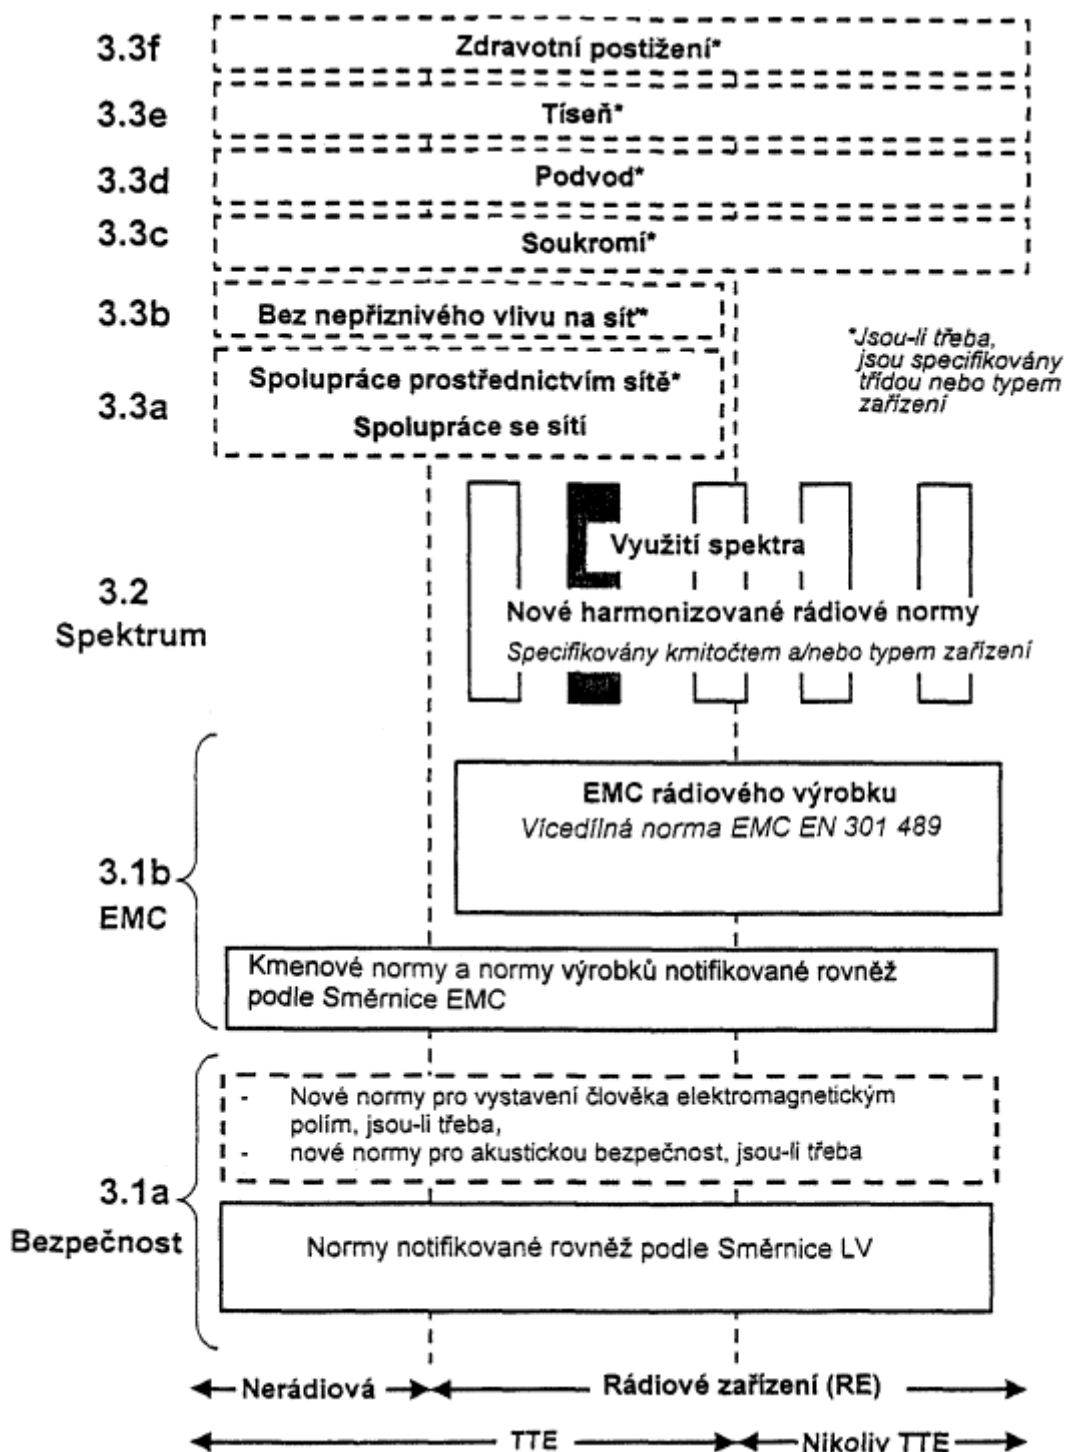 3.3f
Zdravotní postižení*
3.3e
Tíseň*
3.3d
Podvod*
3.3c
Soukromí*
3.3b
Bez nepříznivého vlivu na síť*
3.3a
Spolupráce prostřednictvím sítě*
Spolupráce se sítí
*Jsou-li třeba,
jsou specifikovány
třídou nebo typem
zařízení
3.2
Spektrum
Využití spektra
Nové harmonizované rádiové normy
Specifikovány kmitočtem a/nebo typem zařízení
3.1b
EMC
EMC rádiového výrobku
Vícedílná norma EMC EN 301 489
Kmenové normy a normy výrobků notifikované rovněž
podle Směrnice EMC
3.1a
Bezpečnost
- Nové normy pro vystavení člověka elektromagnetickým
polím, jsou-li třeba,
- nové normy pro akustickou bezpečnost, jsou-li třeba
Normy notifikované rovněž podle Směrnice LV
Nerádiová
Rádiové zařízení (RE)
TTE
Nikoliv TTE